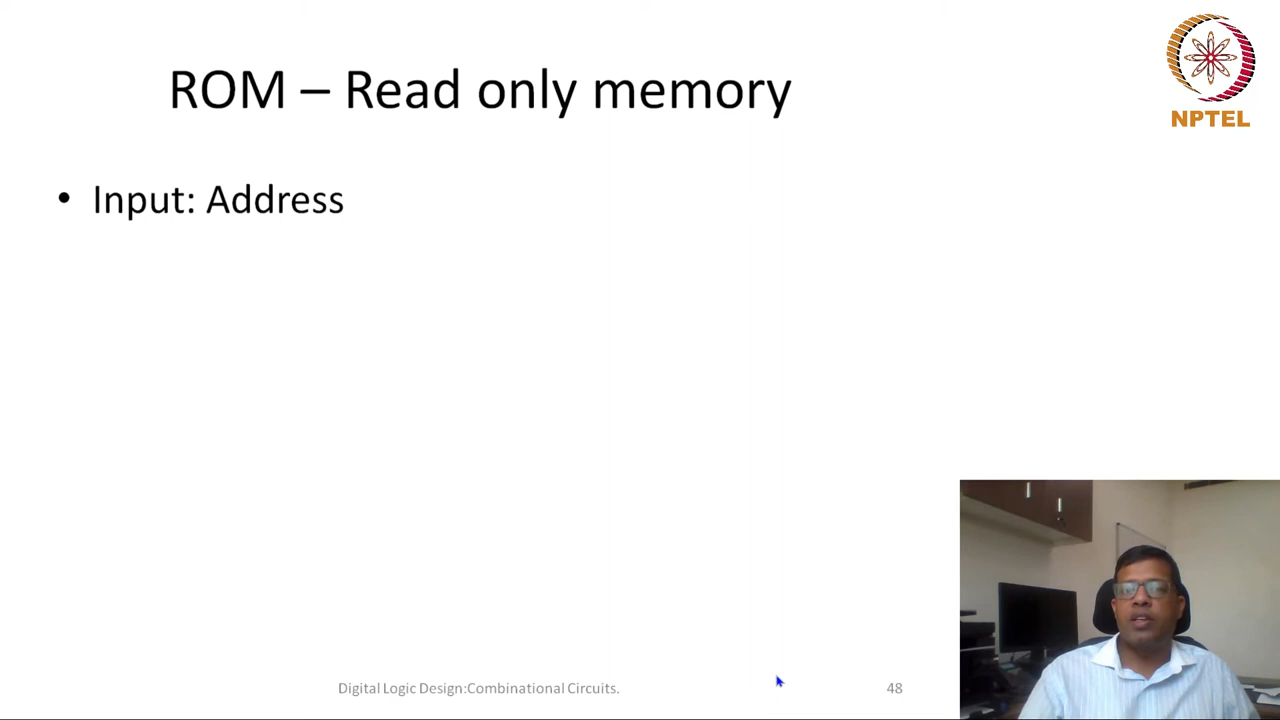 ROM – Read only memory
NPTEL
• Input: Address
Digital Logic Design:Combinational Circuits.
48